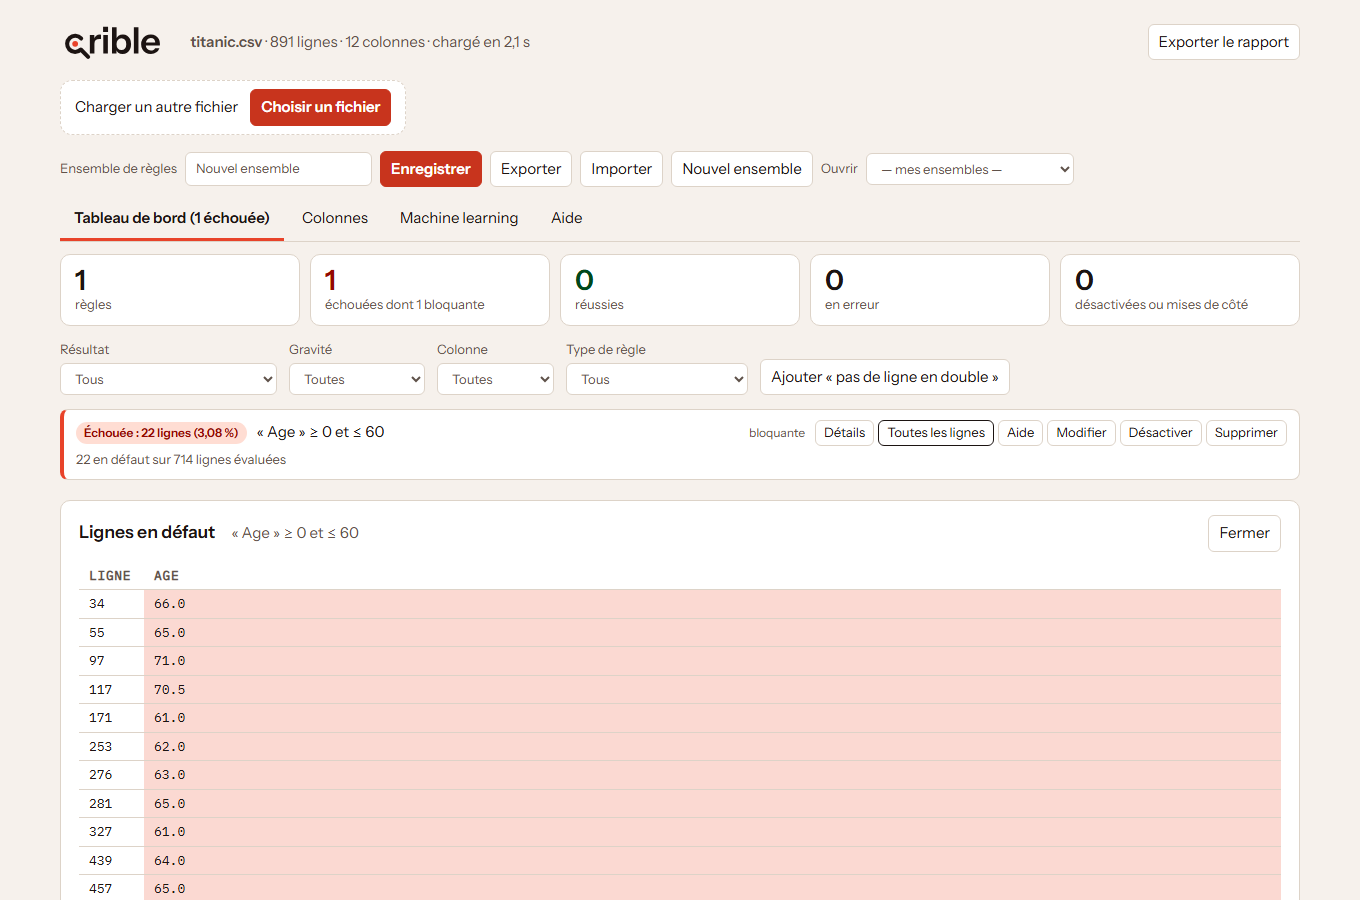 crible
titanic.csv · 891 lignes · 12 colonnes · chargé en 2,1 s
Exporter le rapport
Charger un autre fichier
Choisir un fichier
Ensemble de règles
Nouvel ensemble
Enregistrer
Exporter
Importer
Nouvel ensemble
Ouvrir
— mes ensembles —
Tableau de bord (1 échouée)
Colonnes
Machine learning
Aide
1
règles
1
échouées dont 1 bloquante
0
réussies
0
en erreur
0
désactivées ou mises de côté
Résultat
Tous
Gravité
Toutes
Colonne
Toutes
Type de règle
Tous
Ajouter « pas de ligne en double »
Échouée : 22 lignes (3,08 %)
« Age » ≥ 0 et ≤ 60
bloquante
Détails
Toutes les lignes
Aide
Modifier
Désactiver
Supprimer
22 en défaut sur 714 lignes évaluées
Lignes en défaut
« Age » ≥ 0 et ≤ 60
Fermer
LIGNE AGE
34 66.0
55 65.0
97 71.0
117 70.5
171 61.0
253 62.0
276 63.0
281 65.0
327 61.0
439 64.0
457 65.0